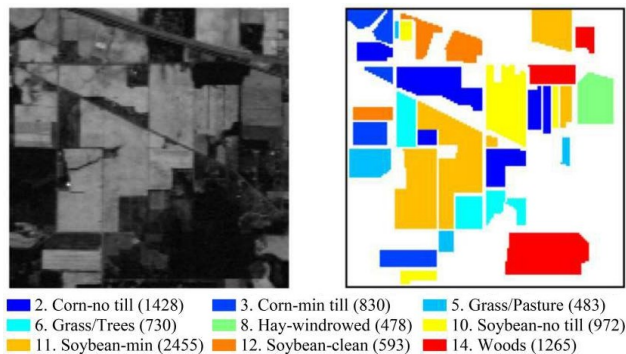 2. Corn-no till (1428) 3. Corn-min till (830) 5. Grass/Pasture (483)
6. Grass/Trees (730) 8. Hay-windrowed (478) 10. Soybean-no till (972)
11. Soybean-min (2455) 12. Soybean-clean (593) 14. Woods (1265)